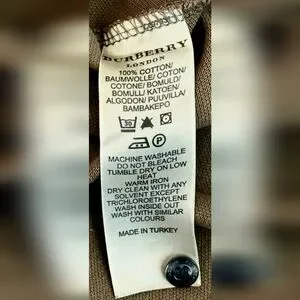 BURBERRY
LONDON
100% COTTON/
BAUMWOLLE/ COTON/
COTONE/ BOMULD/
BOMULL/ KATOEN/
ALGODON/ PUUVILLA/
BAMBAKEPO
30
MACHINE WASHABLE
DO NOT BLEACH
TUMBLE DRY ON LOW
HEAT
WARM IRON
DRY CLEAN WITH ANY
SOLVENT EXCEPT
TRICHLOROETHYLENE
WASH INSIDE OUT
WASH WITH SIMILAR
COLOURS
MADE IN TURKEY